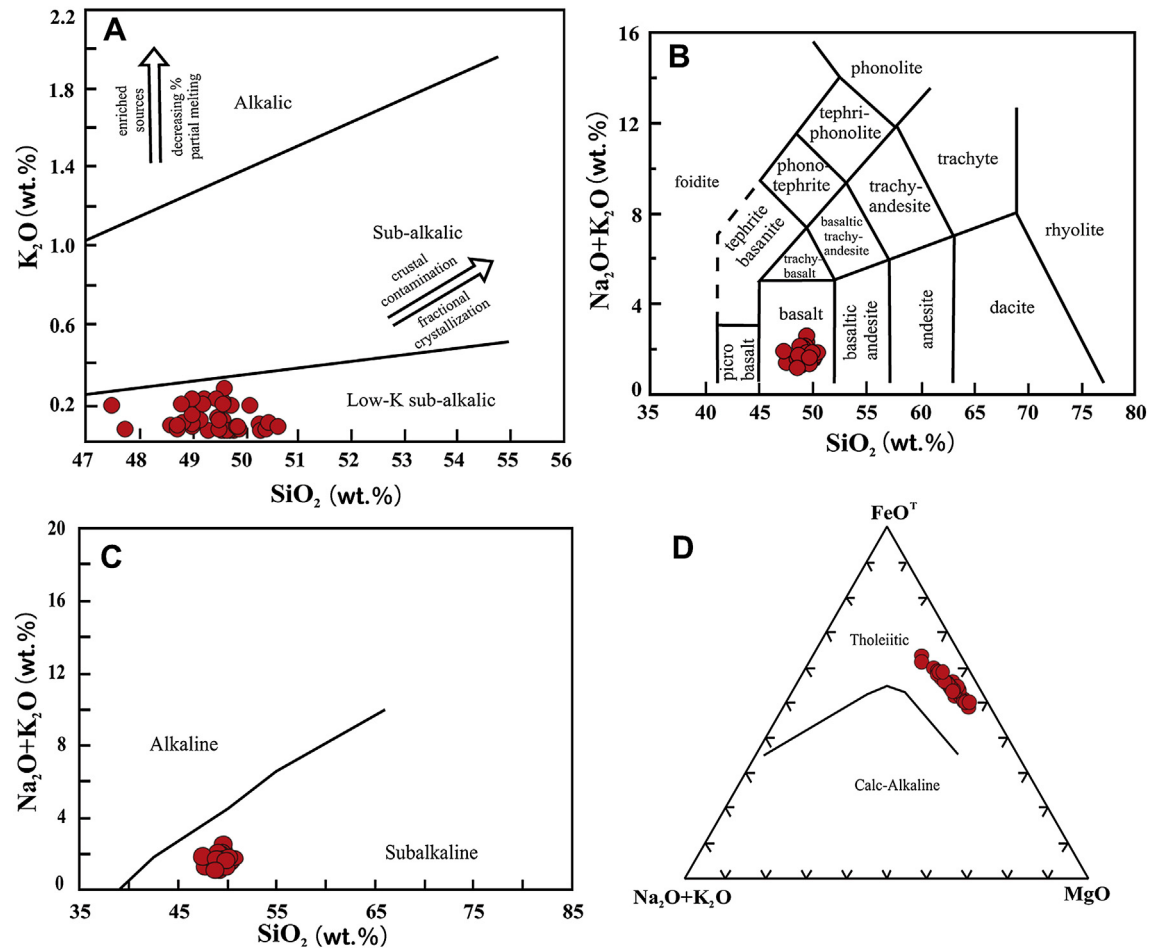 A
2.2
1.8
1.4
1.0
0.6
0.2
K₂O (wt.%)
enriched
sources
decreasing %
partial melting
Alkalic
Sub-alkalic
crustal
contamination
fractional
crystallization
Low-K sub-alkalic
47 48 49 50 51 52 53 54 55 56
SiO₂ (wt.%)
B
16
12
8
4
0
Na₂O+K₂O (wt.%)
phonolite
tephri-
phonolite
phono-
tephrite
foidite
tephrite
basanite
trachyte
trachy-
andesite
basaltic
trachy-
andesite
trachy-
basalt
rhyolite
basalt
picro
basalt
basaltic
andesite
andesite
dacite
35 40 45 50 55 60 65 70 75 80
SiO₂ (wt.%)
C
20
16
12
8
4
0
Na₂O+K₂O (wt.%)
Alkaline
Subalkaline
35 45 55 65 75 85
SiO₂ (wt.%)
D
FeOᵀ
Tholeiitic
Calc-Alkaline
Na₂O+K₂O
MgO